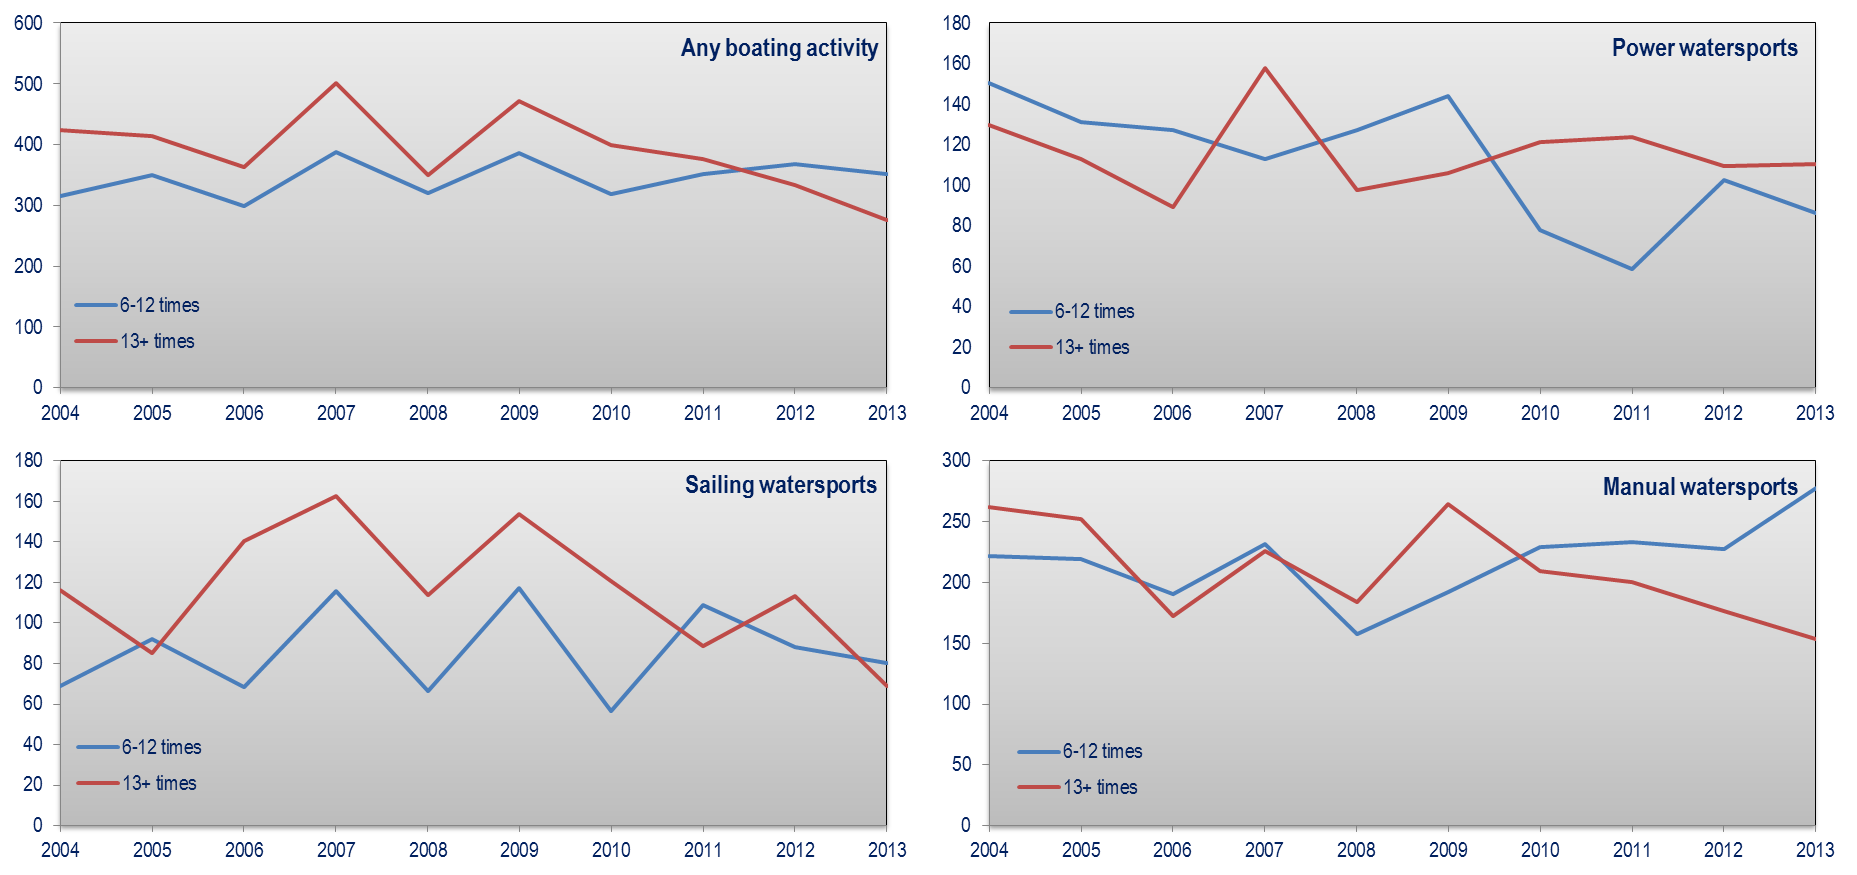 Any boating activity
600
500
400
300
200
100
0
6-12 times
13+ times
2004 2005 2006 2007 2008 2009 2010 2011 2012 2013
Power watersports
180
160
140
120
100
80
60
40
20
0
6-12 times
13+ times
2004 2005 2006 2007 2008 2009 2010 2011 2012 2013
Sailing watersports
180
160
140
120
100
80
60
40
20
0
6-12 times
13+ times
2004 2005 2006 2007 2008 2009 2010 2011 2012 2013
Manual watersports
300
250
200
150
100
50
0
6-12 times
13+ times
2004 2005 2006 2007 2008 2009 2010 2011 2012 2013